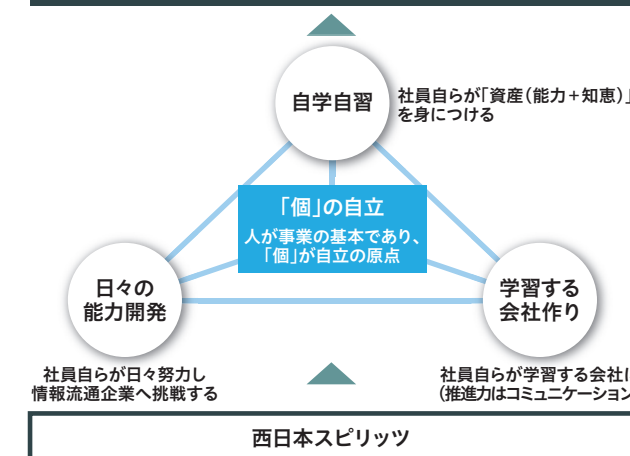 自学自習
社員自らが「資産(能力+知恵)」
を身につける
「個」の自立
人が事業の基本であり、
「個」が自立の原点
日々の
能力開発
学習する
会社作り
社員自らが日々努力し
情報流通企業へ挑戦する
社員自らが学習する会社に
(推進力はコミュニケーション
西日本スピリッツ